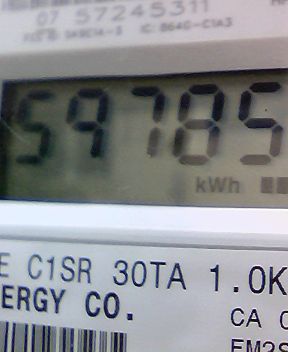 07 57245311
59785
kWh
E C1SR 30TA 1.0K
ERGY CO.
CA